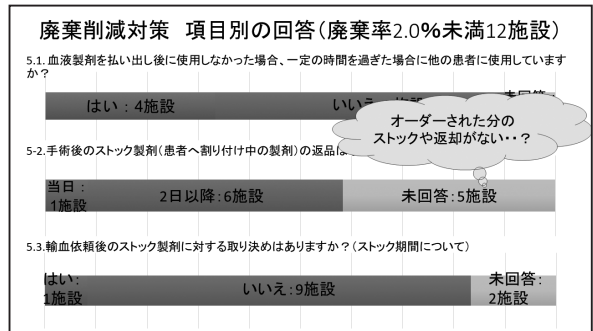 廃棄削減対策　項目別の回答(廃棄率2.0%未満12施設)
5.1. 血液製剤を払い出し後に使用しなかった場合、一定の時間を過ぎた場合に他の患者に使用しています
か？
はい：4施設
いいえ
未回答：
オーダーされた分の
ストックや返却がない・・？
5-2.手術後のストック製剤(患者へ割り付け中の製剤)の返品は
当日：
1施設
2日以降：6施設
未回答：5施設
5.3.輸血依頼後のストック製剤に対する取り決めはありますか？(ストック期間について)
はい：
1施設
いいえ：9施設
未回答：
2施設